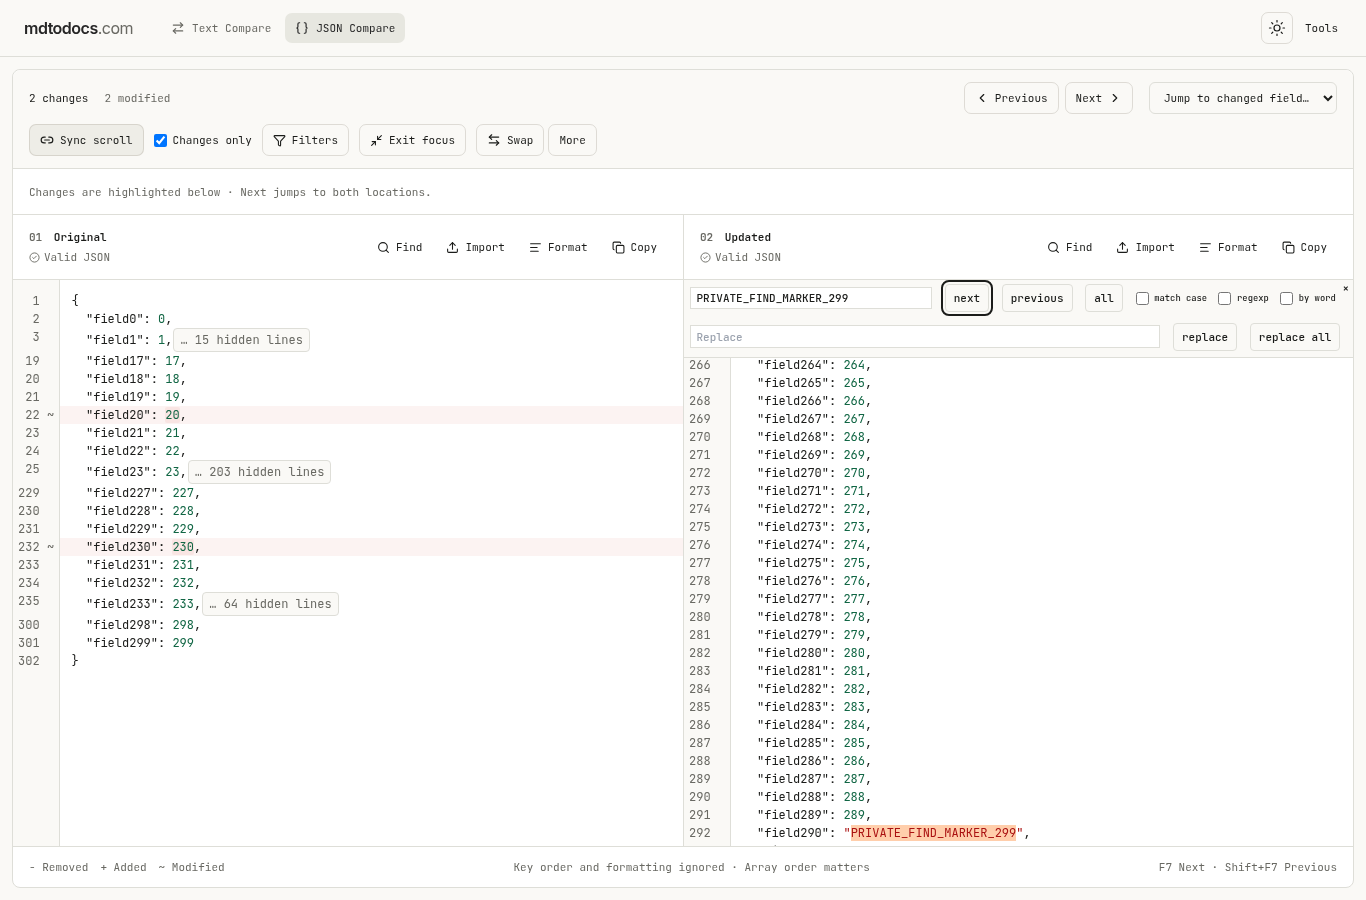 mdtodocs.com Text Compare {} JSON Compare Tools
2 changes 2 modified Previous Next Jump to changed field…
Sync scroll Changes only Filters Exit focus Swap More
Changes are highlighted below · Next jumps to both locations.
01 Original Find Import Format Copy
Valid JSON
1 {
2 "field0": 0,
3 "field1": 1, … 15 hidden lines
19 "field17": 17,
20 "field18": 18,
21 "field19": 19,
22 ~ "field20": 20,
23 "field21": 21,
24 "field22": 22,
25 "field23": 23, … 203 hidden lines
229 "field227": 227,
230 "field228": 228,
231 "field229": 229,
232 ~ "field230": 230,
233 "field231": 231,
234 "field232": 232,
235 "field233": 233, … 64 hidden lines
300 "field298": 298,
301 "field299": 299
302 }
02 Updated Find Import Format Copy
Valid JSON
PRIVATE_FIND_MARKER_299 next previous all match case regexp by word ×
Replace replace replace all
266 "field264": 264,
267 "field265": 265,
268 "field266": 266,
269 "field267": 267,
270 "field268": 268,
271 "field269": 269,
272 "field270": 270,
273 "field271": 271,
274 "field272": 272,
275 "field273": 273,
276 "field274": 274,
277 "field275": 275,
278 "field276": 276,
279 "field277": 277,
280 "field278": 278,
281 "field279": 279,
282 "field280": 280,
283 "field281": 281,
284 "field282": 282,
285 "field283": 283,
286 "field284": 284,
287 "field285": 285,
288 "field286": 286,
289 "field287": 287,
290 "field288": 288,
291 "field289": 289,
292 "field290": "PRIVATE_FIND_MARKER_299",
- Removed + Added ~ Modified Key order and formatting ignored · Array order matters F7 Next · Shift+F7 Previous